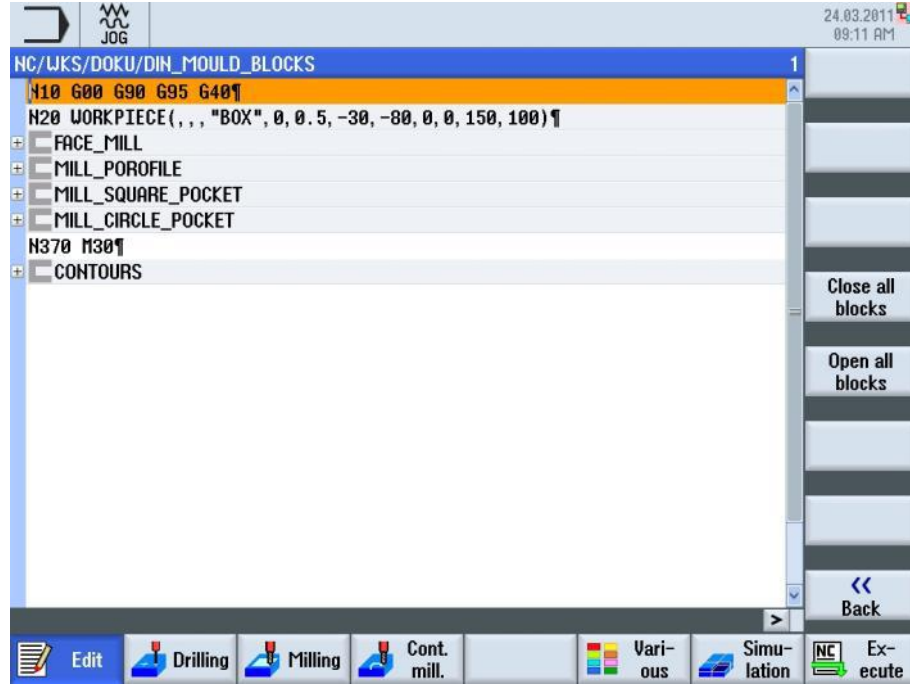 JOG
24.03.2011
09:11 AM
NC/WKS/DOKU/DIN_MOULD_BLOCKS 1
N10 G00 G90 G95 G40¶
N20 WORKPIECE(,,,"BOX",0,0.5,-30,-80,0,0,150,100)¶
FACE_MILL
MILL_POROFILE
MILL_SQUARE_POCKET
MILL_CIRCLE_POCKET
N370 M30¶
CONTOURS
Close all
blocks
Open all
blocks
<<
Back
>
Edit
Drilling
Milling
Cont.
mill.
Vari-
ous
Simu-
lation
NC
Ex-
ecute